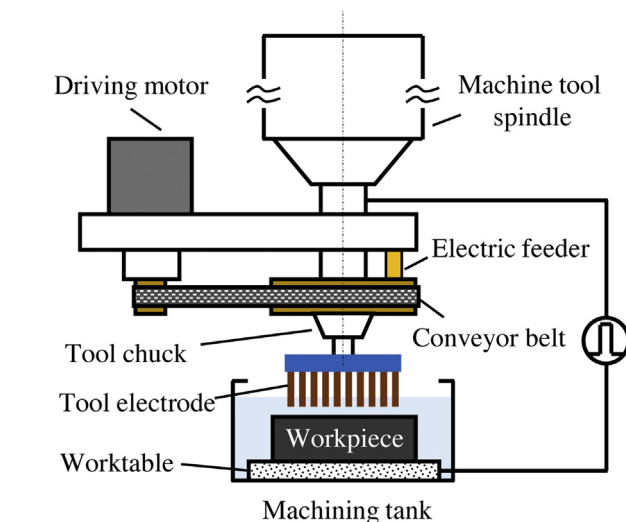 Driving motor
Machine tool
spindle
Electric feeder
Conveyor belt
Tool chuck
Tool electrode
Workpiece
Worktable
Machining tank